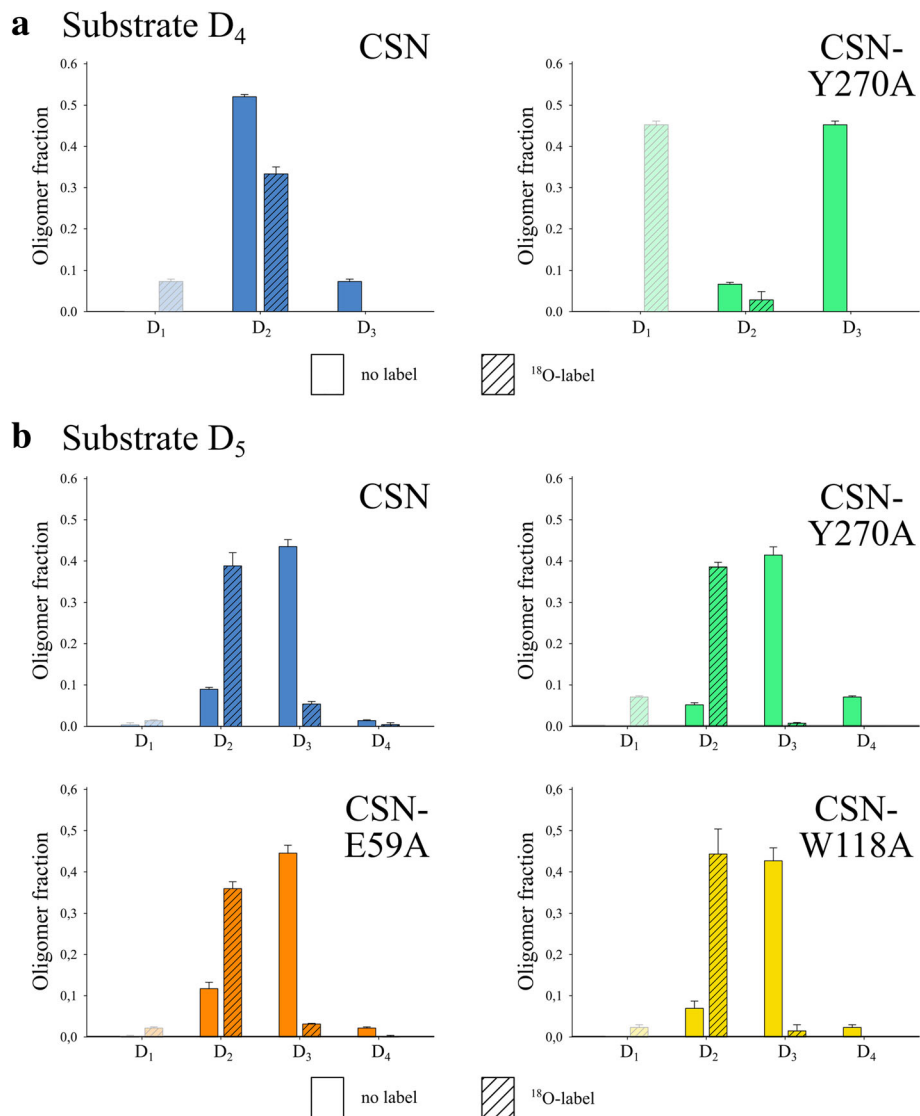 a Substrate D4
CSN
CSN-
Y270A
Oligomer fraction
0.6
0.5
0.4
0.3
0.2
0.1
0.0
D1 D2 D3
Oligomer fraction
0.6
0.5
0.4
0.3
0.2
0.1
0.0
D1 D2 D3
no label
18O-label
b Substrate D5
CSN
Oligomer fraction
0.6
0.5
0.4
0.3
0.2
0.1
0.0
D1 D2 D3 D4
CSN-
Y270A
Oligomer fraction
0.6
0.5
0.4
0.3
0.2
0.1
0.0
D1 D2 D3 D4
CSN-
E59A
Oligomer fraction
0,6
0,5
0,4
0,3
0,2
0,1
0,0
D1 D2 D3 D4
CSN-
W118A
Oligomer fraction
0,6
0,5
0,4
0,3
0,2
0,1
0,0
D1 D2 D3 D4
no label
18O-label